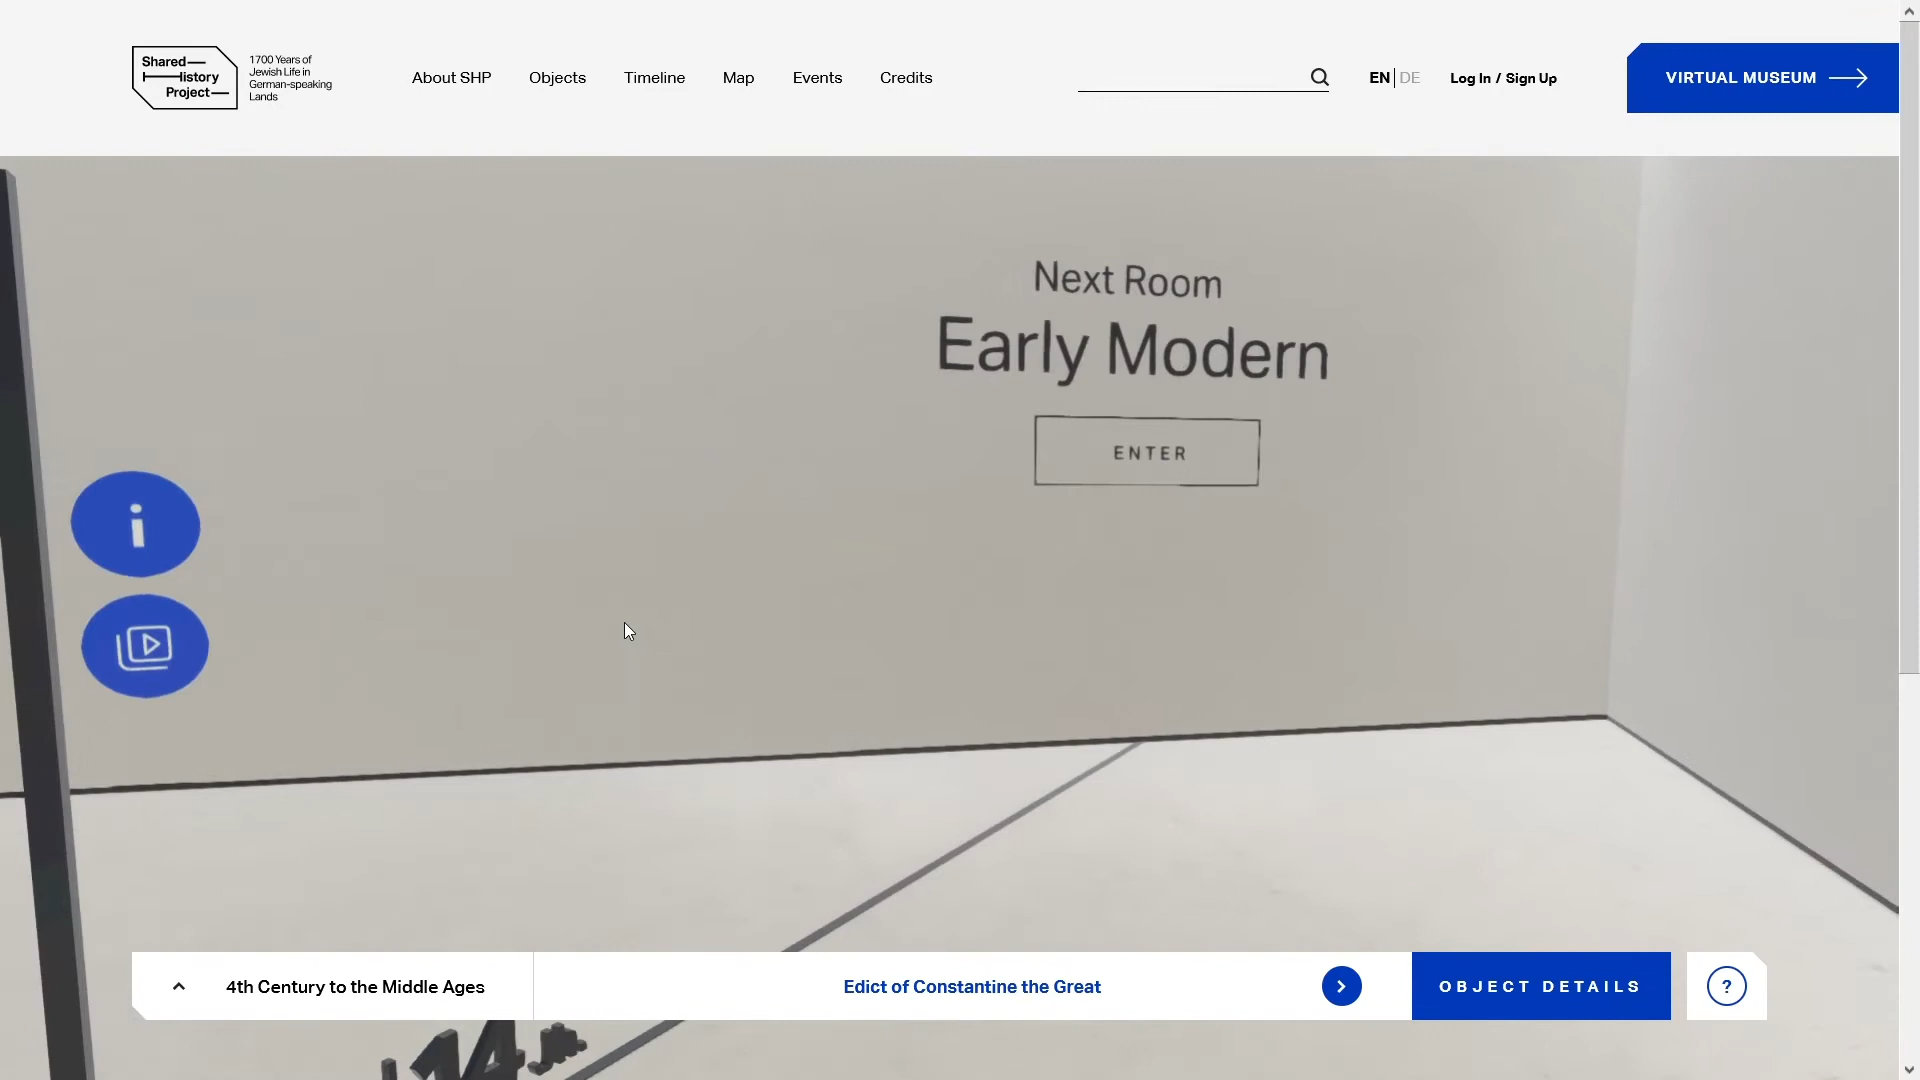 Shared
History
Project
1700 Years of
Jewish Life in
German-speaking
Lands
About SHP
Objects
Timeline
Map
Events
Credits
EN
DE
Log In / Sign Up
VIRTUAL MUSEUM
Next Room
Early Modern
ENTER
i
4th Century to the Middle Ages
Edict of Constantine the Great
OBJECT DETAILS
?